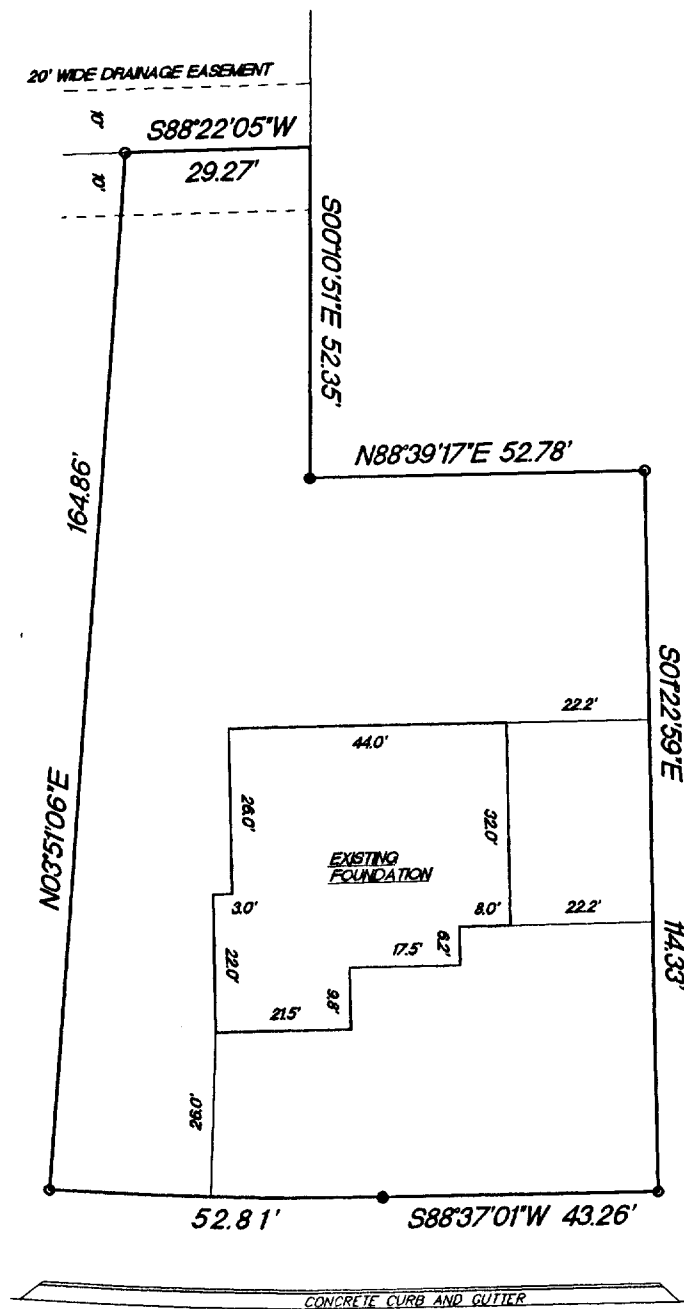 20' WIDE DRAINAGE EASEMENT
10'
S88°22'05"W
10'
29.27'
S00°10'51"E 52.35'
N88°39'17"E 52.78'
164.86'
N03°51'06"E
S01°22'59"E
114.33'
22.2'
44.0'
26.0'
32.0'
EXISTING
FOUNDATION
3.0'
8.0'
22.2'
6.2'
17.5'
22.0'
9.8'
21.5'
26.0'
52.81'
S88°37'01"W 43.26'
CONCRETE CURB AND GUTTER